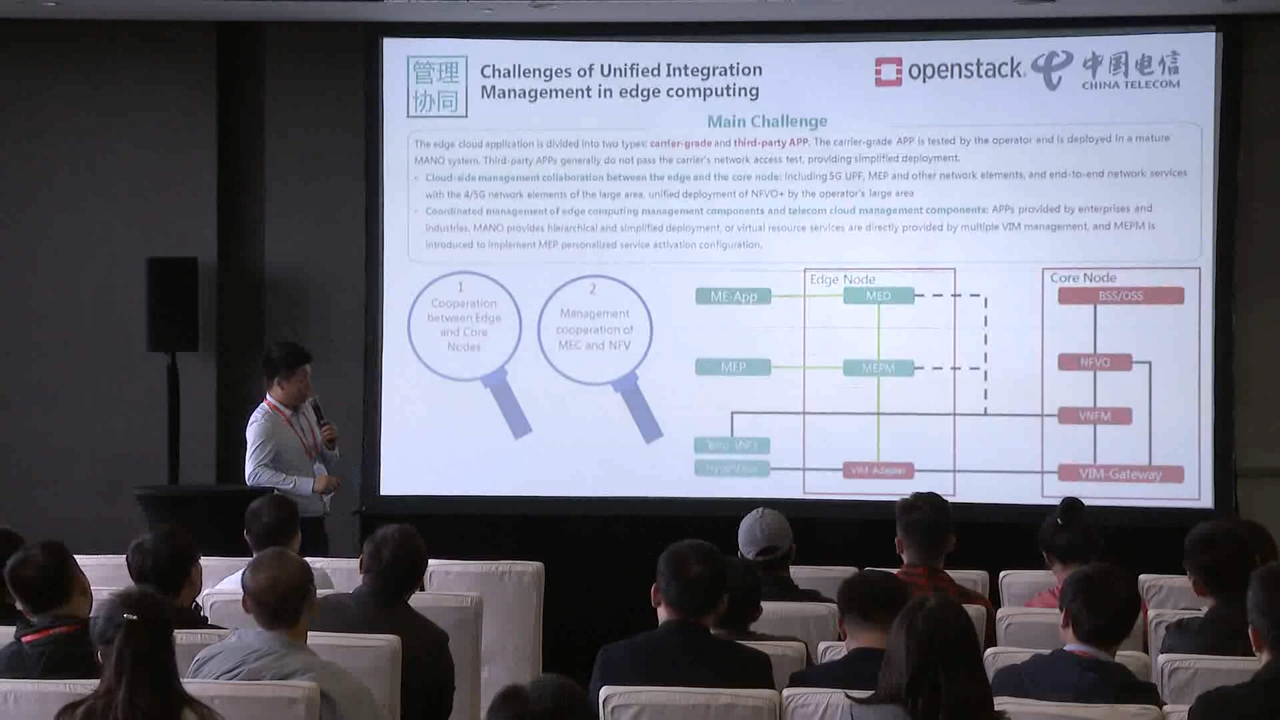 管理
协同
Challenges of Unified Integration
Management in edge computing
openstack
中国电信
CHINA TELECOM
Main Challenge
The edge cloud application is divided into two types: carrier-grade and third-party APP. The carrier-grade APP is tested by the operator and is deployed in a mature
MANO system. Third-party APPs generally do not pass the carrier's network access test, providing simplified deployment.
• Cloud-side management collaboration between the edge and the core node: Including 5G UPF, MEP and other network elements, and end-to-end network services
with the 4/5G network elements of the large area, unified deployment of NFVO+ by the operator's large area
• Coordinated management of edge computing management components and telecom cloud management components: APPs provided by enterprises and
industries, MANO provides hierarchical and simplified deployment, or virtual resource services are directly provided by multiple VIM management, and MEPM is
introduced to implement MEP personalized service activation configuration.
1
Cooperation
between Edge
and Core
Nodes
2
Management
cooperation of
MEC and NFV
Edge Node
Core Node
ME-App
MEO
BSS/OSS
MEP
MEPM
NFVO
VNFM
VIM-Adapter
VIM-Gateway